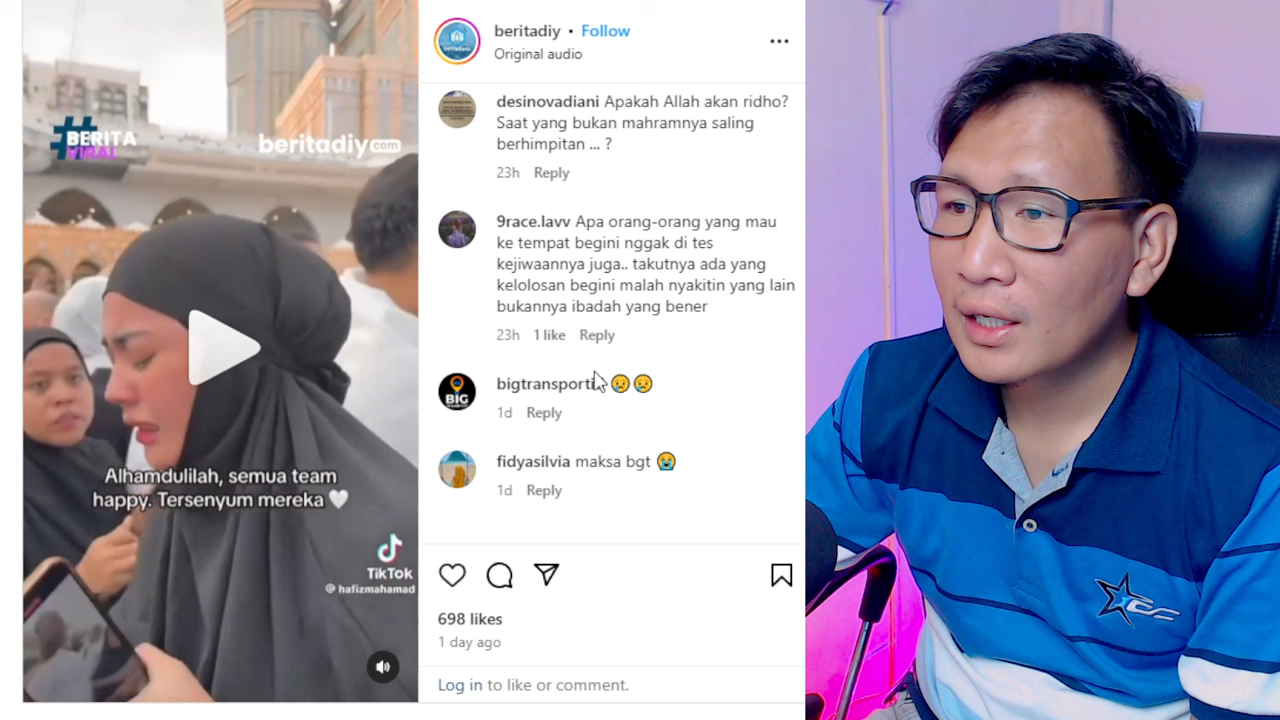 #BERITA
VIRAL
beritadiy.com
Alhamdulilah, semua team
happy. Tersenyum mereka
TikTok
@hafizmahamad
beritadiy • Follow
Original audio
desinovadiani Apakah Allah akan ridho?
Saat yang bukan mahramnya saling
berhimpitan ... ?
23h Reply
9race.lavv Apa orang-orang yang mau
ke tempat begini nggak di tes
kejiwaannya juga.. takutnya ada yang
kelolosan begini malah nyakitin yang lain
bukannya ibadah yang bener
23h 1 like Reply
BIG
1d Reply
fidyasilvia maksa bgt 😭
1d Reply
698 likes
1 day ago
Log in to like or comment.